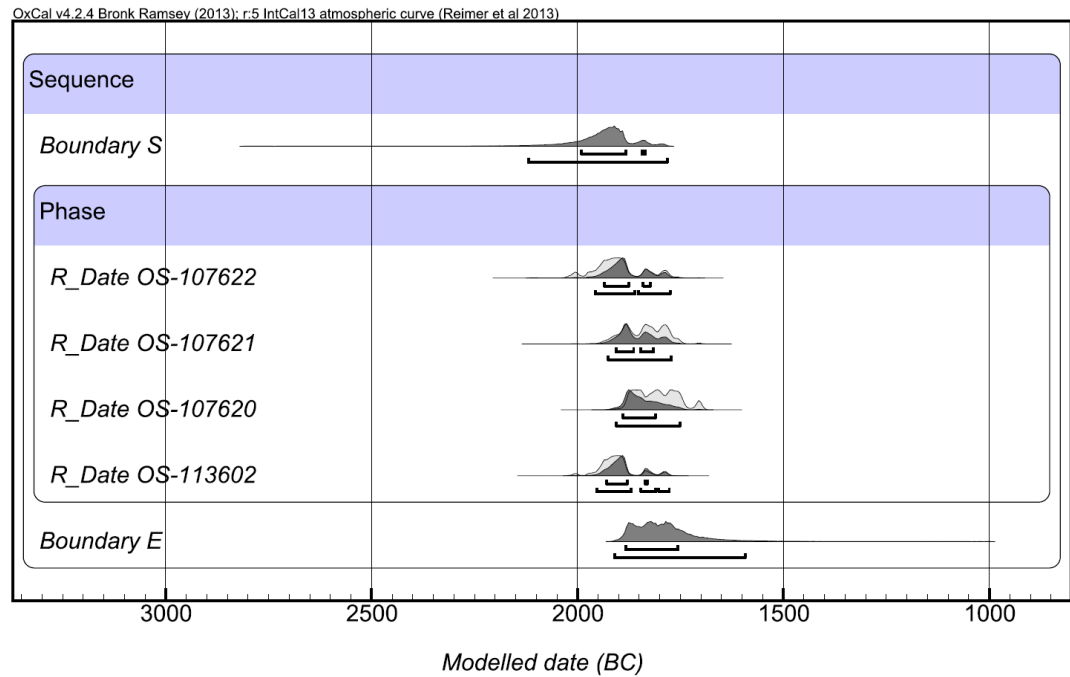 OxCal v4.2.4 Bronk Ramsey (2013); r:5 IntCal13 atmospheric curve (Reimer et al 2013)
Sequence
Boundary S
Phase
R_Date OS-107622
R_Date OS-107621
R_Date OS-107620
R_Date OS-113602
Boundary E
3000 2500 2000 1500 1000
Modelled date (BC)